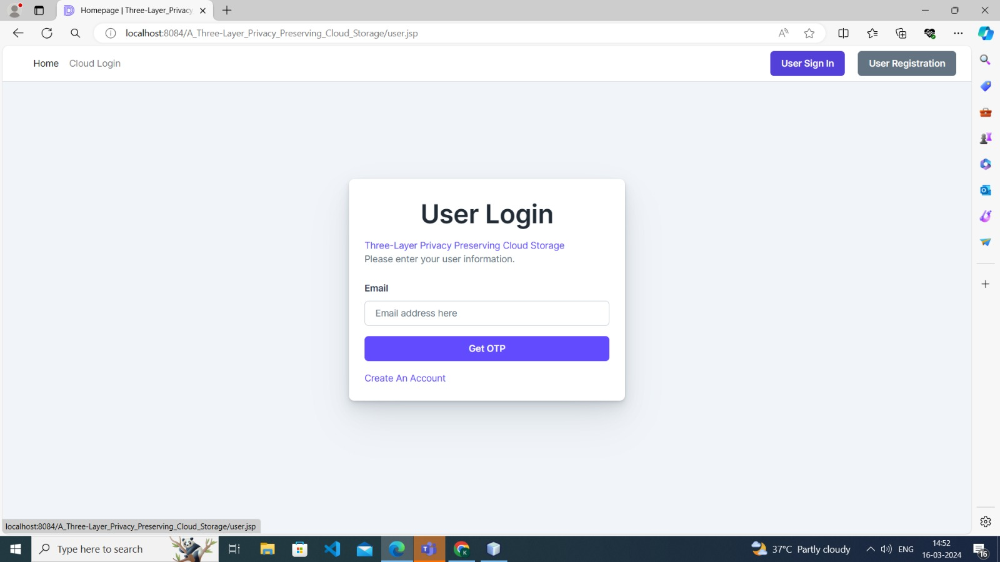 Homepage | Three-Layer_Privacy
localhost:8084/A_Three-Layer_Privacy_Preserving_Cloud_Storage/user.jsp
Home Cloud Login User Sign In User Registration
User Login
Three-Layer Privacy Preserving Cloud Storage
Please enter your user information.
Email
Email address here
Get OTP
Create An Account
localhost:8084/A_Three-Layer_Privacy_Preserving_Cloud_Storage/user.jsp
Type here to search
37°C Partly cloudy
ENG
14:52
16-03-2024
16